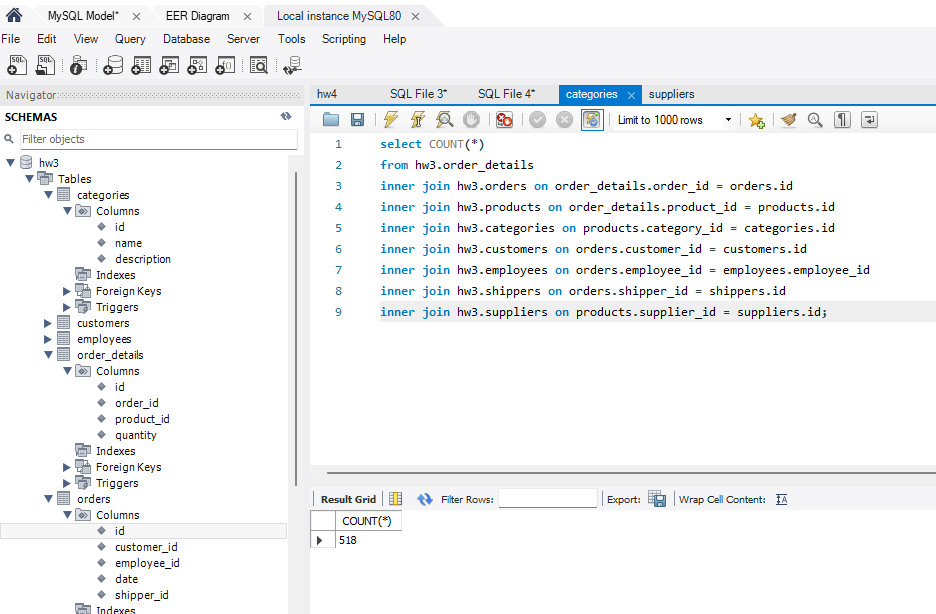 MySQL Model*
EER Diagram
Local instance MySQL80
File Edit View Query Database Server Tools Scripting Help
Navigator
SCHEMAS
Filter objects
hw3
Tables
categories
Columns
id
name
description
Indexes
Foreign Keys
Triggers
customers
employees
order_details
Columns
id
order_id
product_id
quantity
Indexes
Foreign Keys
Triggers
orders
Columns
id
customer_id
employee_id
date
shipper_id
Indexes
hw4 SQL File 3* SQL File 4* categories suppliers
Limit to 1000 rows
1 select COUNT(*)
2 from hw3.order_details
3 inner join hw3.orders on order_details.order_id = orders.id
4 inner join hw3.products on order_details.product_id = products.id
5 inner join hw3.categories on products.category_id = categories.id
6 inner join hw3.customers on orders.customer_id = customers.id
7 inner join hw3.employees on orders.employee_id = employees.employee_id
8 inner join hw3.shippers on orders.shipper_id = shippers.id
9 inner join hw3.suppliers on products.supplier_id = suppliers.id;
Result Grid Filter Rows: Export: Wrap Cell Content:
COUNT(*)
518